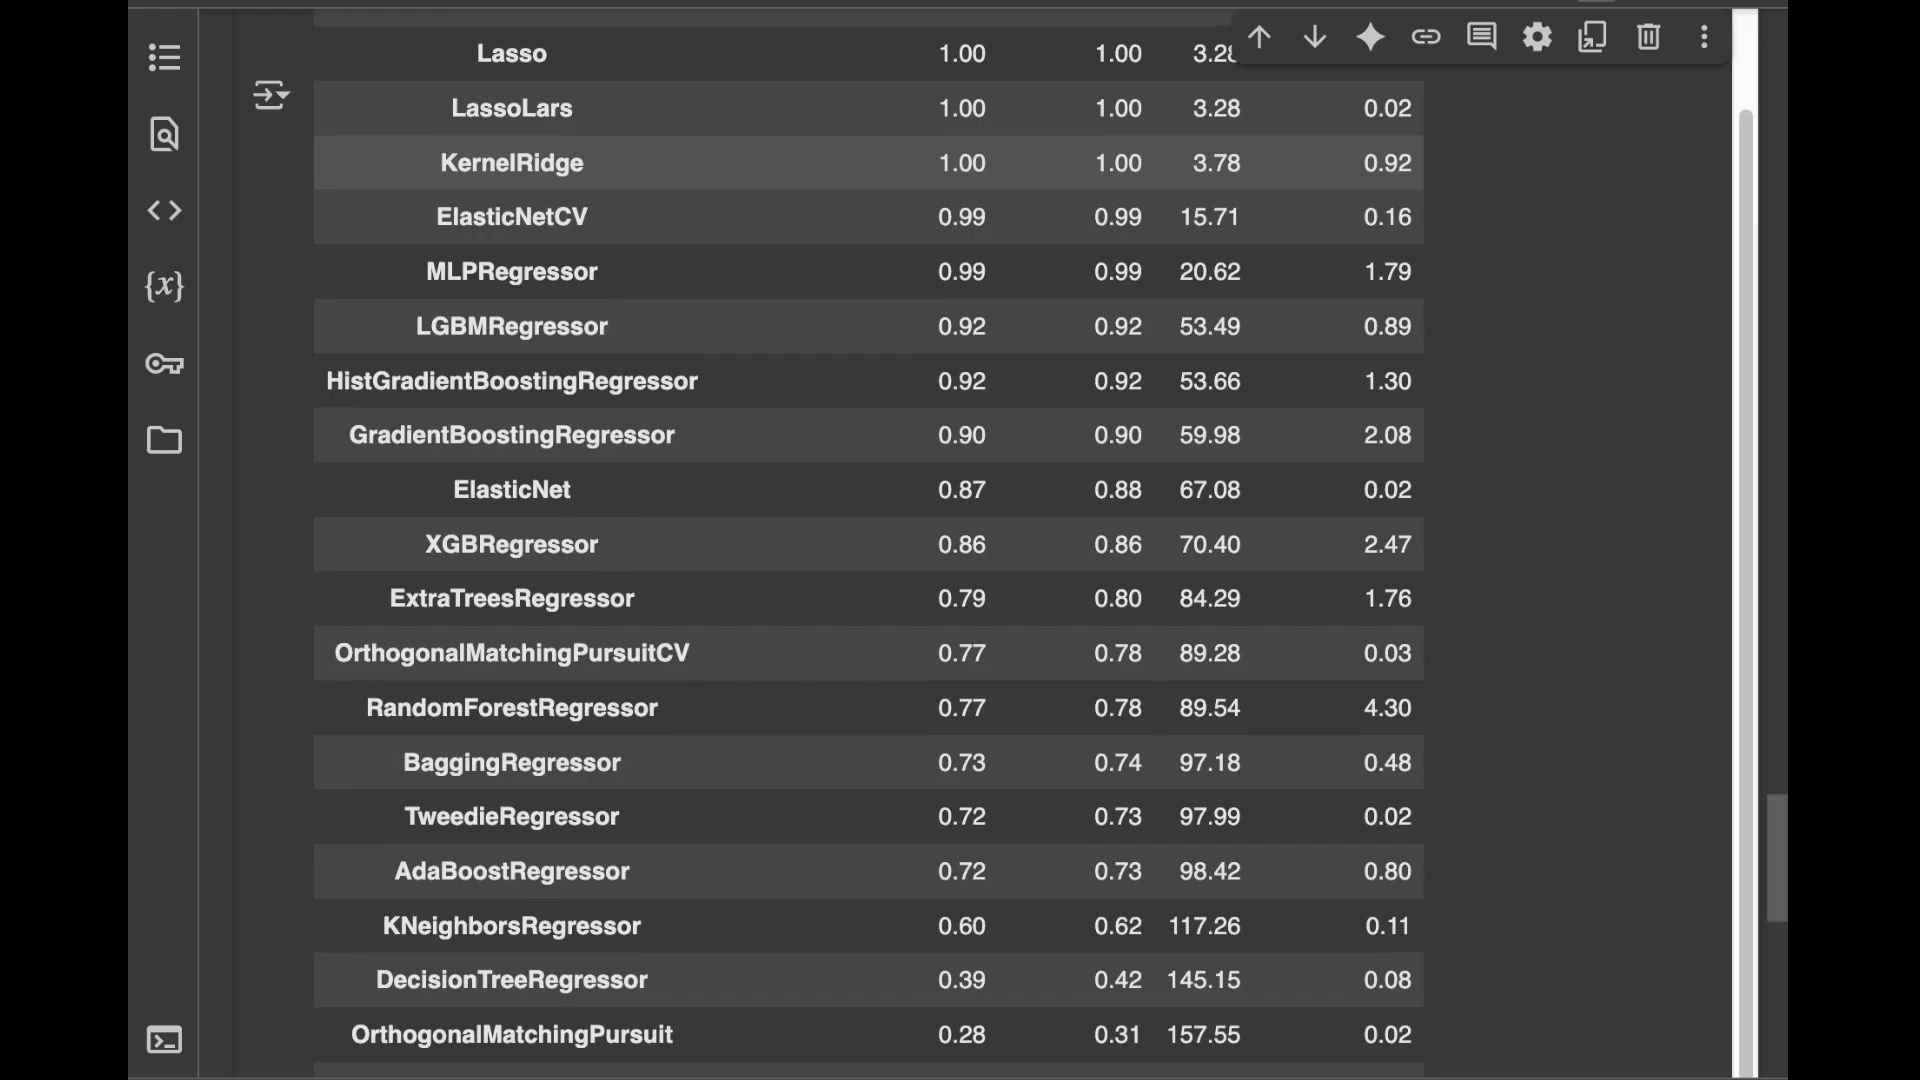 Lasso 1.00 1.00 3.28
LassoLars 1.00 1.00 3.28 0.02
KernelRidge 1.00 1.00 3.78 0.92
ElasticNetCV 0.99 0.99 15.71 0.16
MLPRegressor 0.99 0.99 20.62 1.79
LGBMRegressor 0.92 0.92 53.49 0.89
HistGradientBoostingRegressor 0.92 0.92 53.66 1.30
GradientBoostingRegressor 0.90 0.90 59.98 2.08
ElasticNet 0.87 0.88 67.08 0.02
XGBRegressor 0.86 0.86 70.40 2.47
ExtraTreesRegressor 0.79 0.80 84.29 1.76
OrthogonalMatchingPursuitCV 0.77 0.78 89.28 0.03
RandomForestRegressor 0.77 0.78 89.54 4.30
BaggingRegressor 0.73 0.74 97.18 0.48
TweedieRegressor 0.72 0.73 97.99 0.02
AdaBoostRegressor 0.72 0.73 98.42 0.80
KNeighborsRegressor 0.60 0.62 117.26 0.11
DecisionTreeRegressor 0.39 0.42 145.15 0.08
OrthogonalMatchingPursuit 0.28 0.31 157.55 0.02